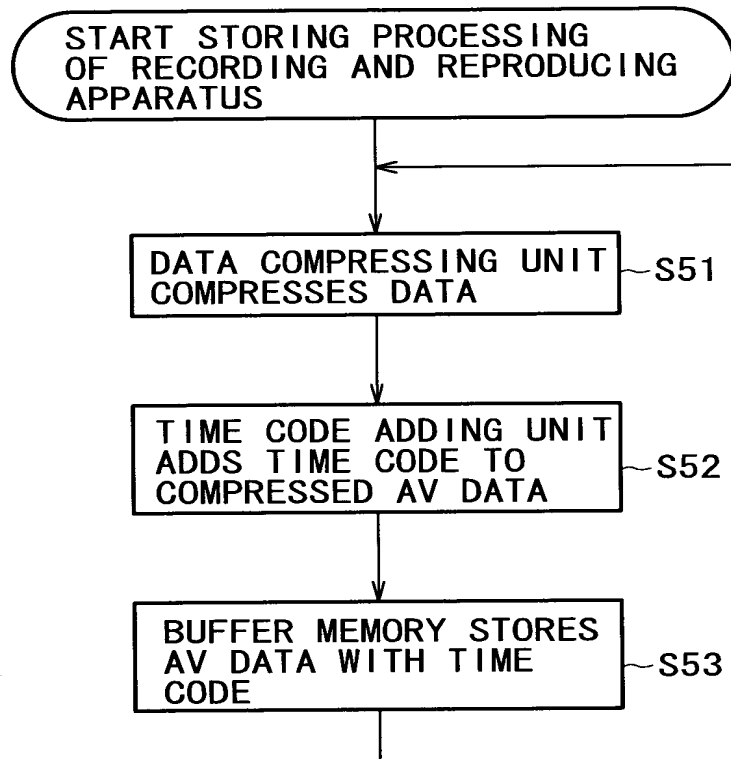 START STORING PROCESSING
OF RECORDING AND REPRODUCING
APPARATUS
DATA COMPRESSING UNIT
COMPRESSES DATA
S51
TIME CODE ADDING UNIT
ADDS TIME CODE TO
COMPRESSED AV DATA
S52
BUFFER MEMORY STORES
AV DATA WITH TIME
CODE
S53